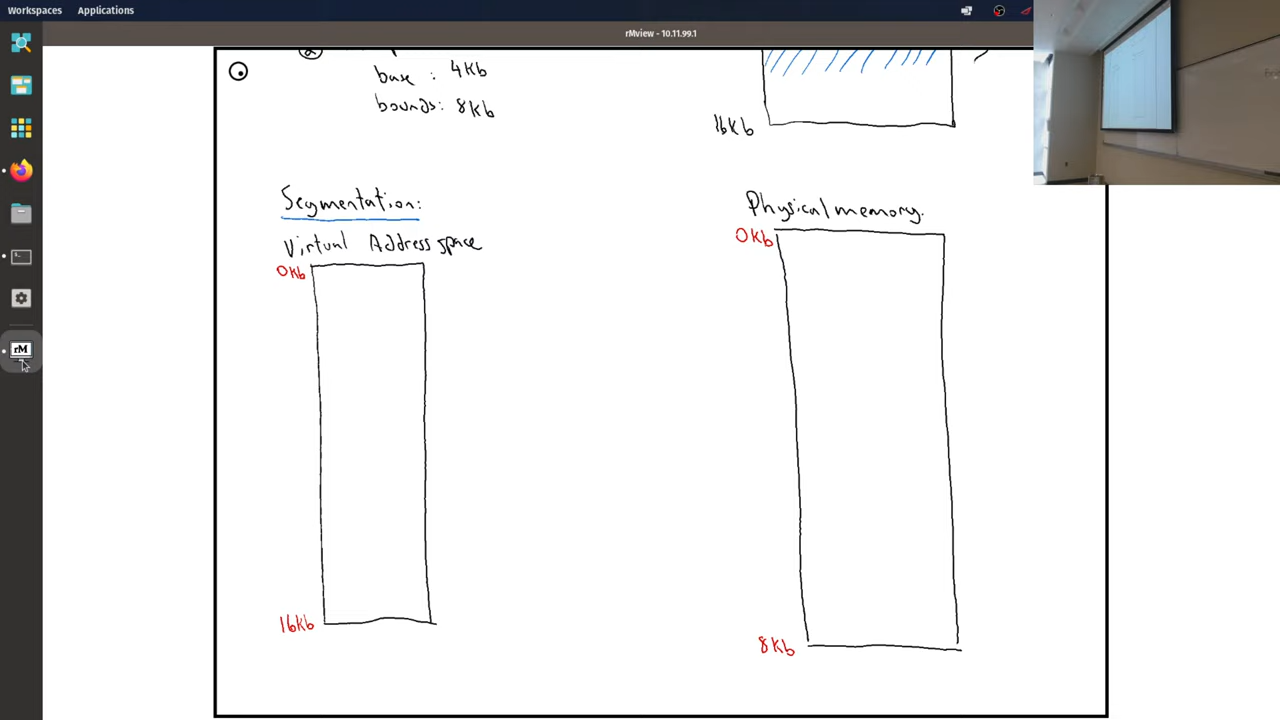 Workspaces Applications
rMview - 10.11.99.1
base : 4Kb
bounds: 8Kb
16Kb
Segmentation:
Physical memory.
Virtual Address space
0Kb
0Kb
rM
16Kb
8Kb